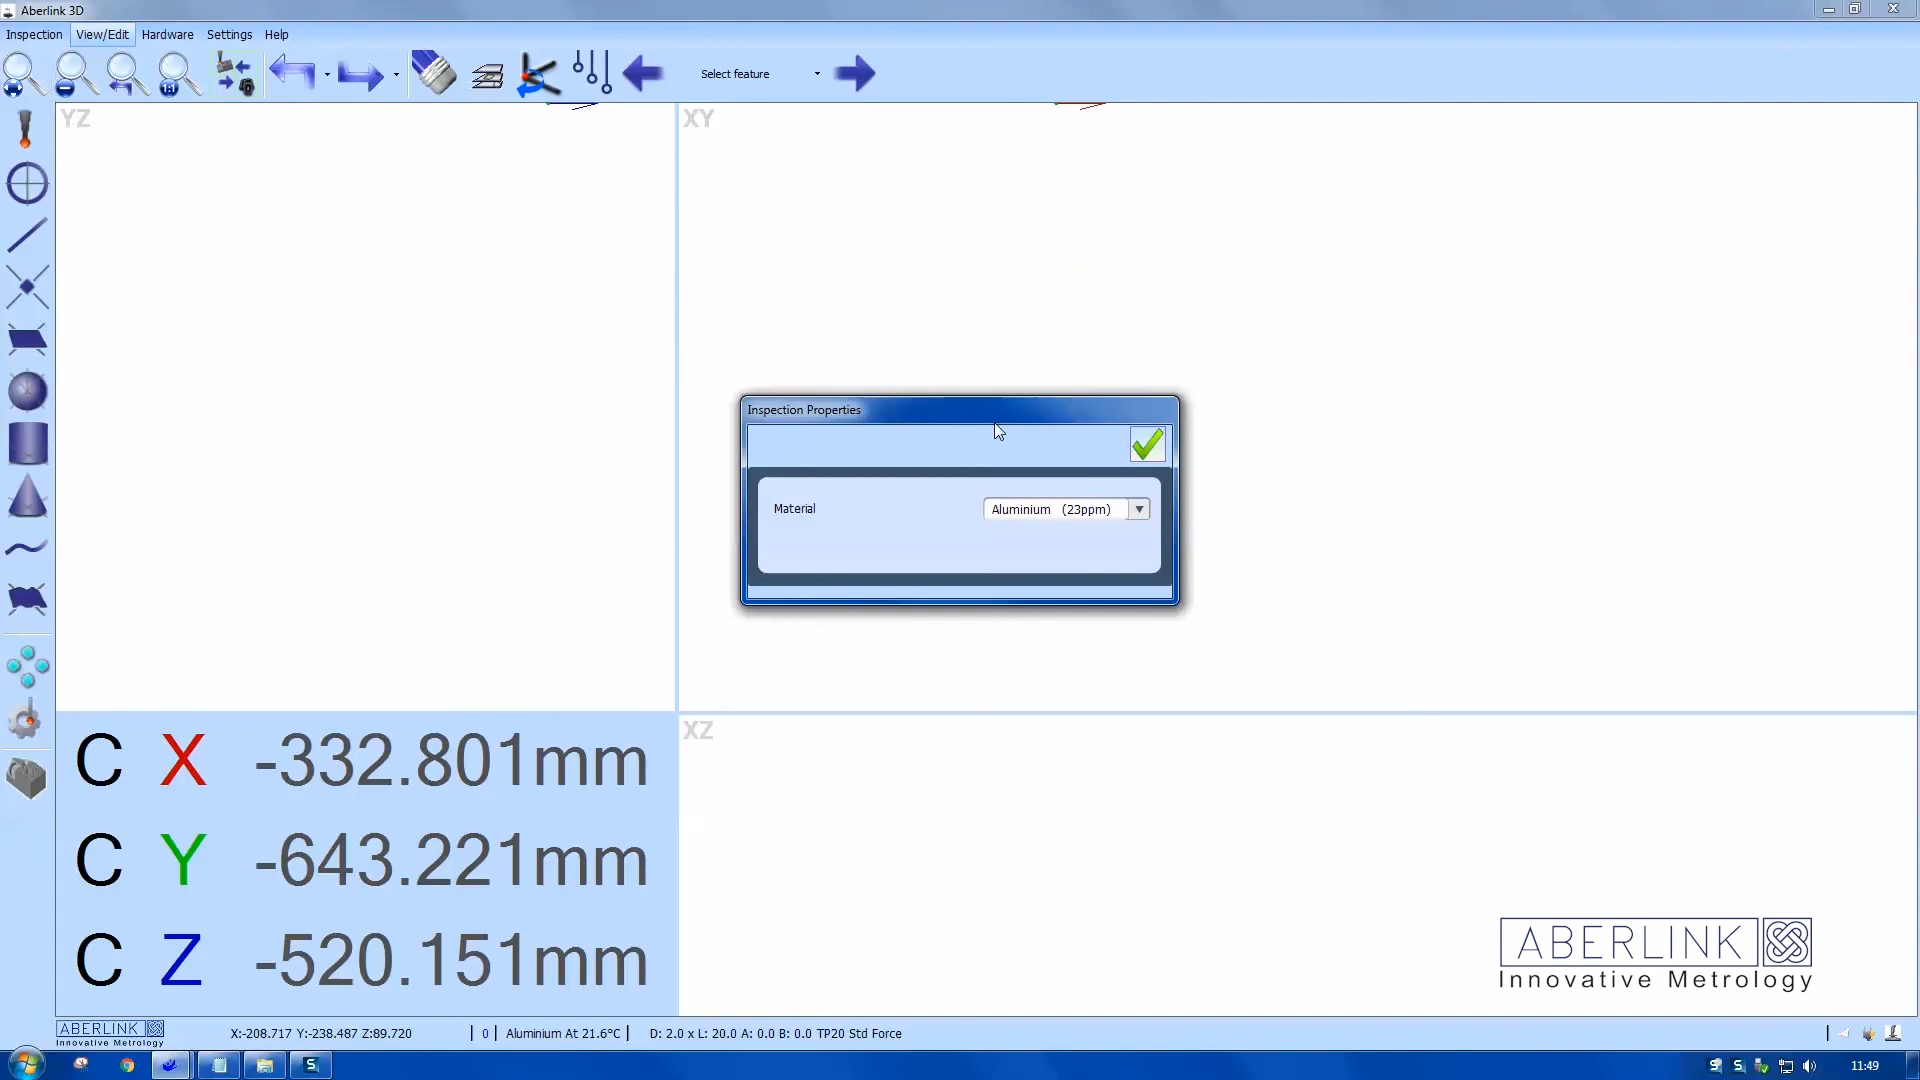 Aberlink 3D
Inspection View/Edit Hardware Settings Help
1:1
Select feature
YZ
XY
Inspection Properties
Material
Aluminium (23ppm)
C X -332.801mm
C Y -643.221mm
C Z -520.151mm
XZ
ABERLINK
Innovative Metrology
ABERLINK
Innovative Metrology
X:-208.717 Y:-238.487 Z:89.720
0
Aluminium At 21.6°C
D: 2.0 x L: 20.0 A: 0.0 B: 0.0 TP20 Std Force
S
S
11:49